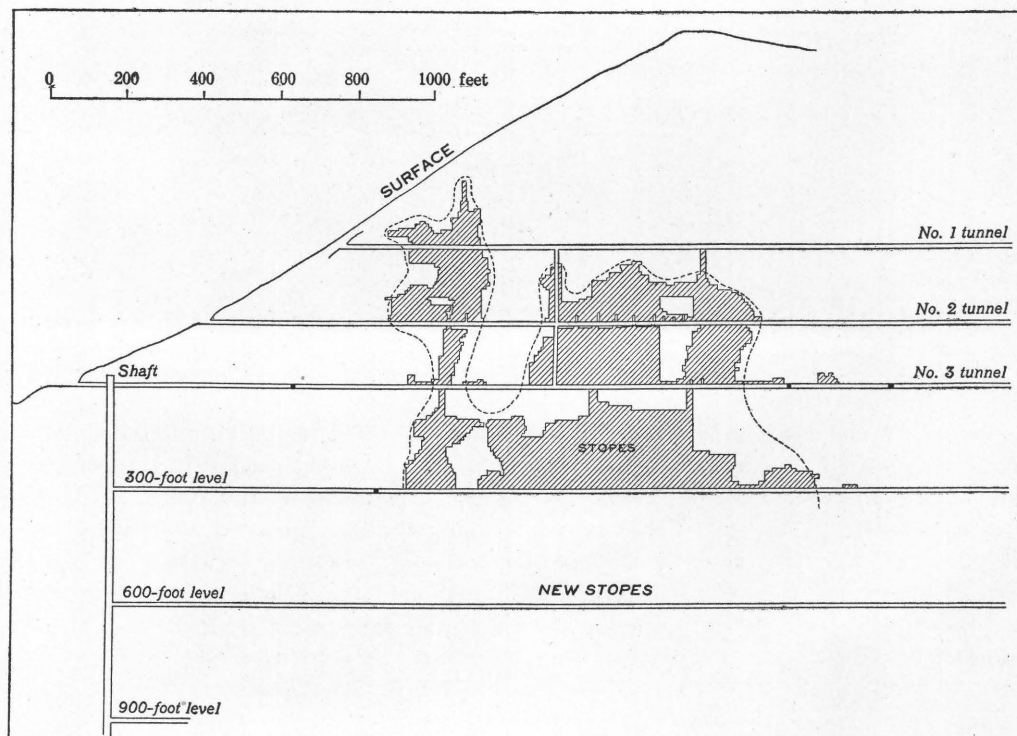 0 200 400 600 800 1000 feet
SURFACE
No. 1 tunnel
No. 2 tunnel
Shaft
No. 3 tunnel
STOPES
300-foot level
NEW STOPES
600-foot level
900-foot level